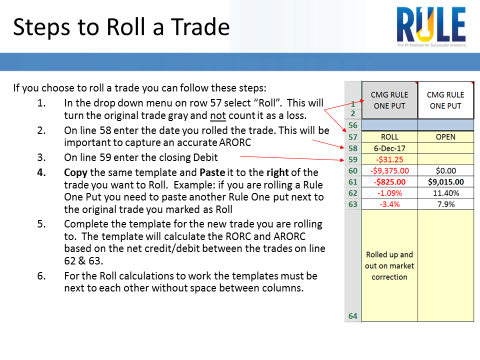 Steps to Roll a Trade
RULE
If you choose to roll a trade you can follow these steps:
1. In the drop down menu on row 57 select "Roll". This will
turn the original trade gray and not count it as a loss.
2. On line 58 enter the date you rolled the trade. This will be
important to capture an accurate ARORC
3. On line 59 enter the closing Debit
4. Copy the same template and Paste it to the right of the
trade you want to Roll. Example: if you are rolling a Rule
One Put you need to paste another Rule One put next to
the original trade you marked as Roll
5. Complete the template for the new trade you are rolling
to. The template will calculate the RORC and ARORC
based on the net credit/debit between the trades on line
62 & 63.
6. For the Roll calculations to work the templates must be
next to each other without space between columns.
CMG RULE CMG RULE
1 ONE PUT ONE PUT
2
56
57 ROLL OPEN
58 6-Dec-17
59 -$31.25
60 -$9,375.00 $0.00
61 -$825.00 $9,015.00
62 -1.09% 11.40%
63 -3.4% 7.9%
Rolled up and
out on market
correction
64